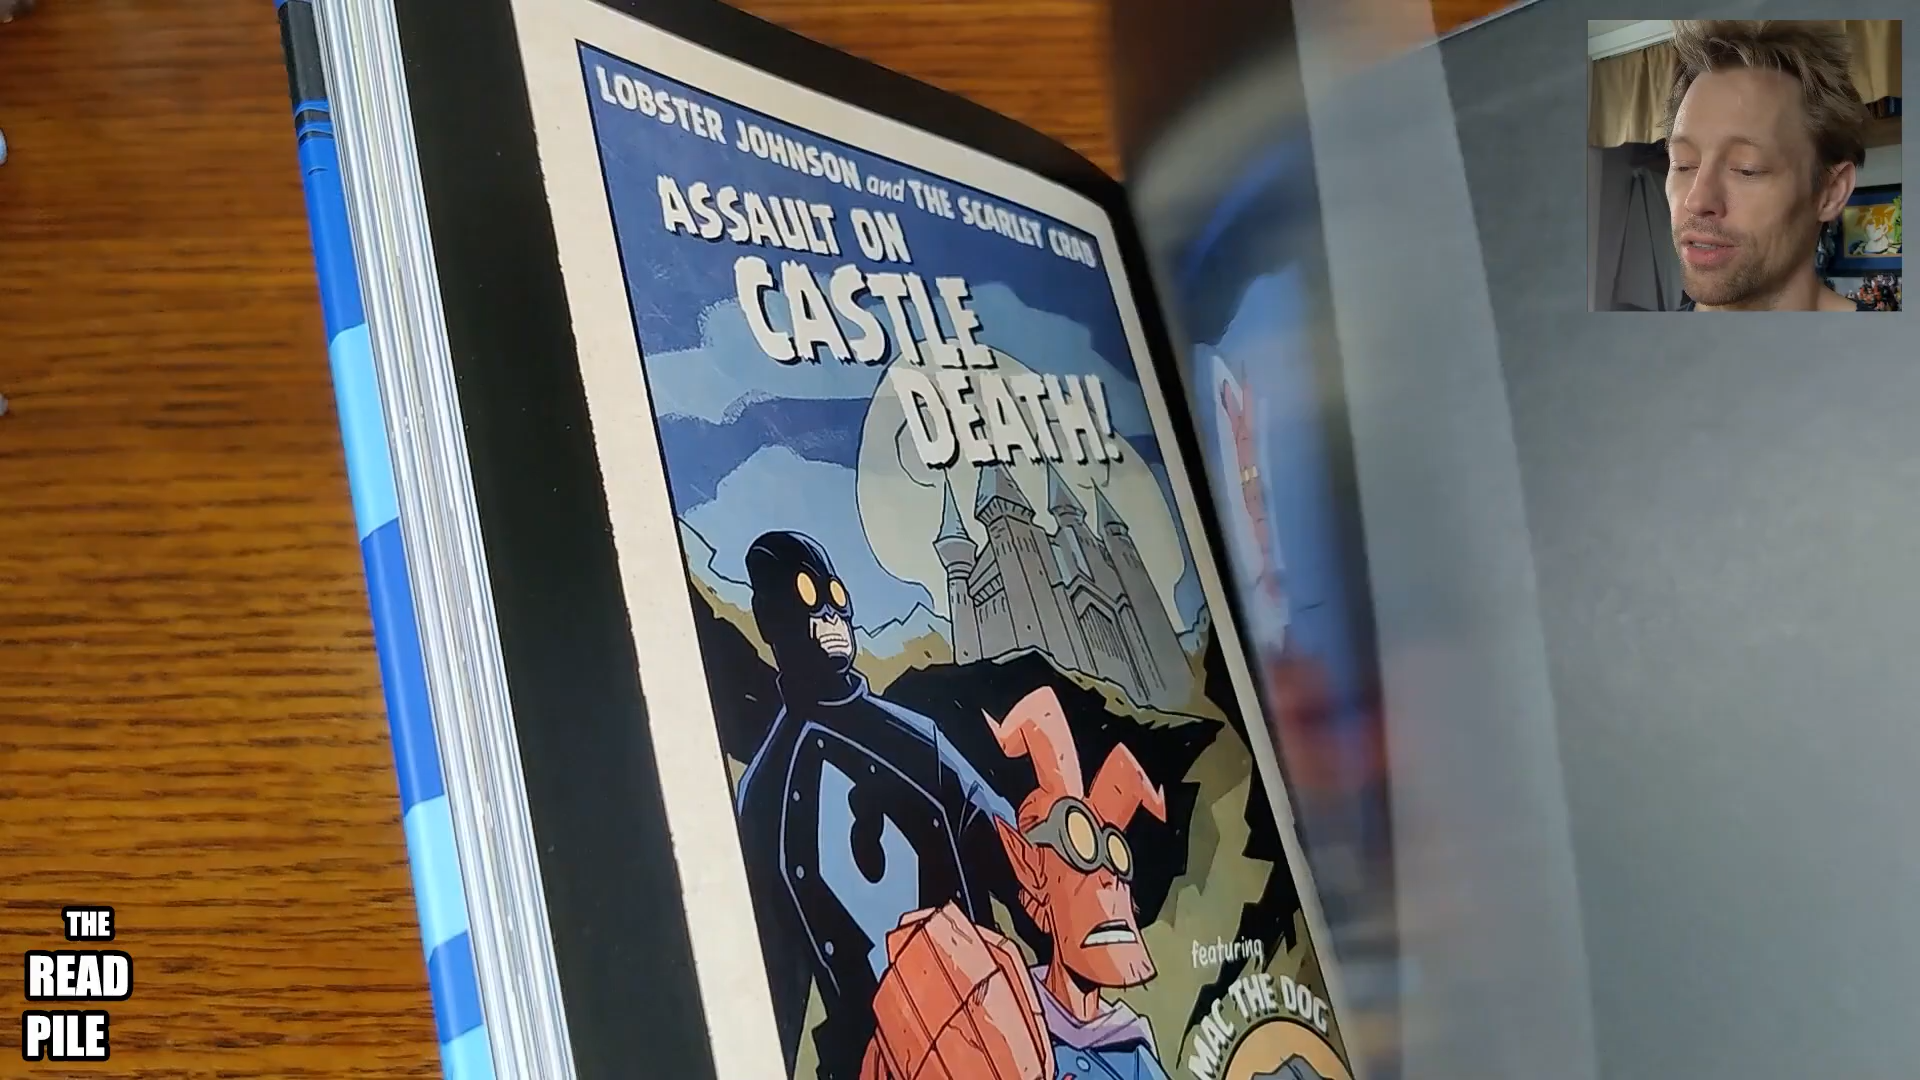 LOBSTER JOHNSON and THE SCARLET CRAB
ASSAULT ON
CASTLE
DEATH!
featuring
MAC THE DOG
THE
READ
PILE